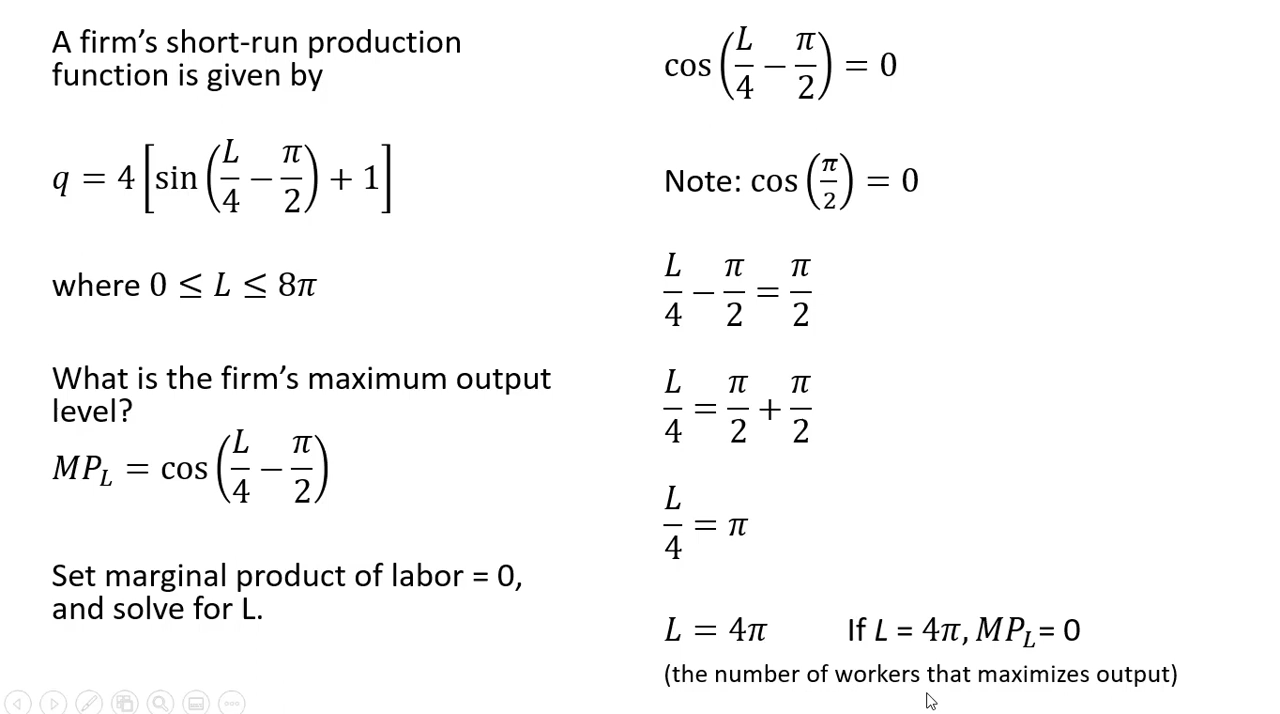 A firm’s short-run production
function is given by
q = 4 [sin (L/4 − π/2) + 1]
where 0 ≤ L ≤ 8π
What is the firm’s maximum output
level?
MP_L = cos (L/4 − π/2)
Set marginal product of labor = 0,
and solve for L.
cos (L/4 − π/2) = 0
Note: cos (π/2) = 0
L/4 − π/2 = π/2
L/4 = π/2 + π/2
L/4 = π
L = 4π If L = 4π, MP_L = 0
(the number of workers that maximizes output)